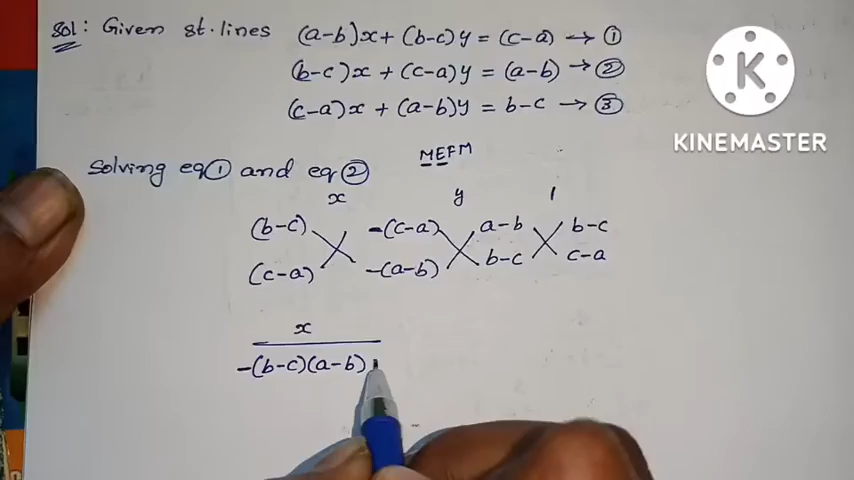 Sol: Given st.lines (a-b)x + (b-c)y = (c-a) → ①
(b-c)x + (c-a)y = (a-b) → ②
(c-a)x + (a-b)y = b-c → ③
KINEMASTER
Solving eq① and eq② MEFM
x y 1
(b-c) -(c-a) a-b b-c
(c-a) -(a-b) b-c c-a
x
-(b-c)(a-b)